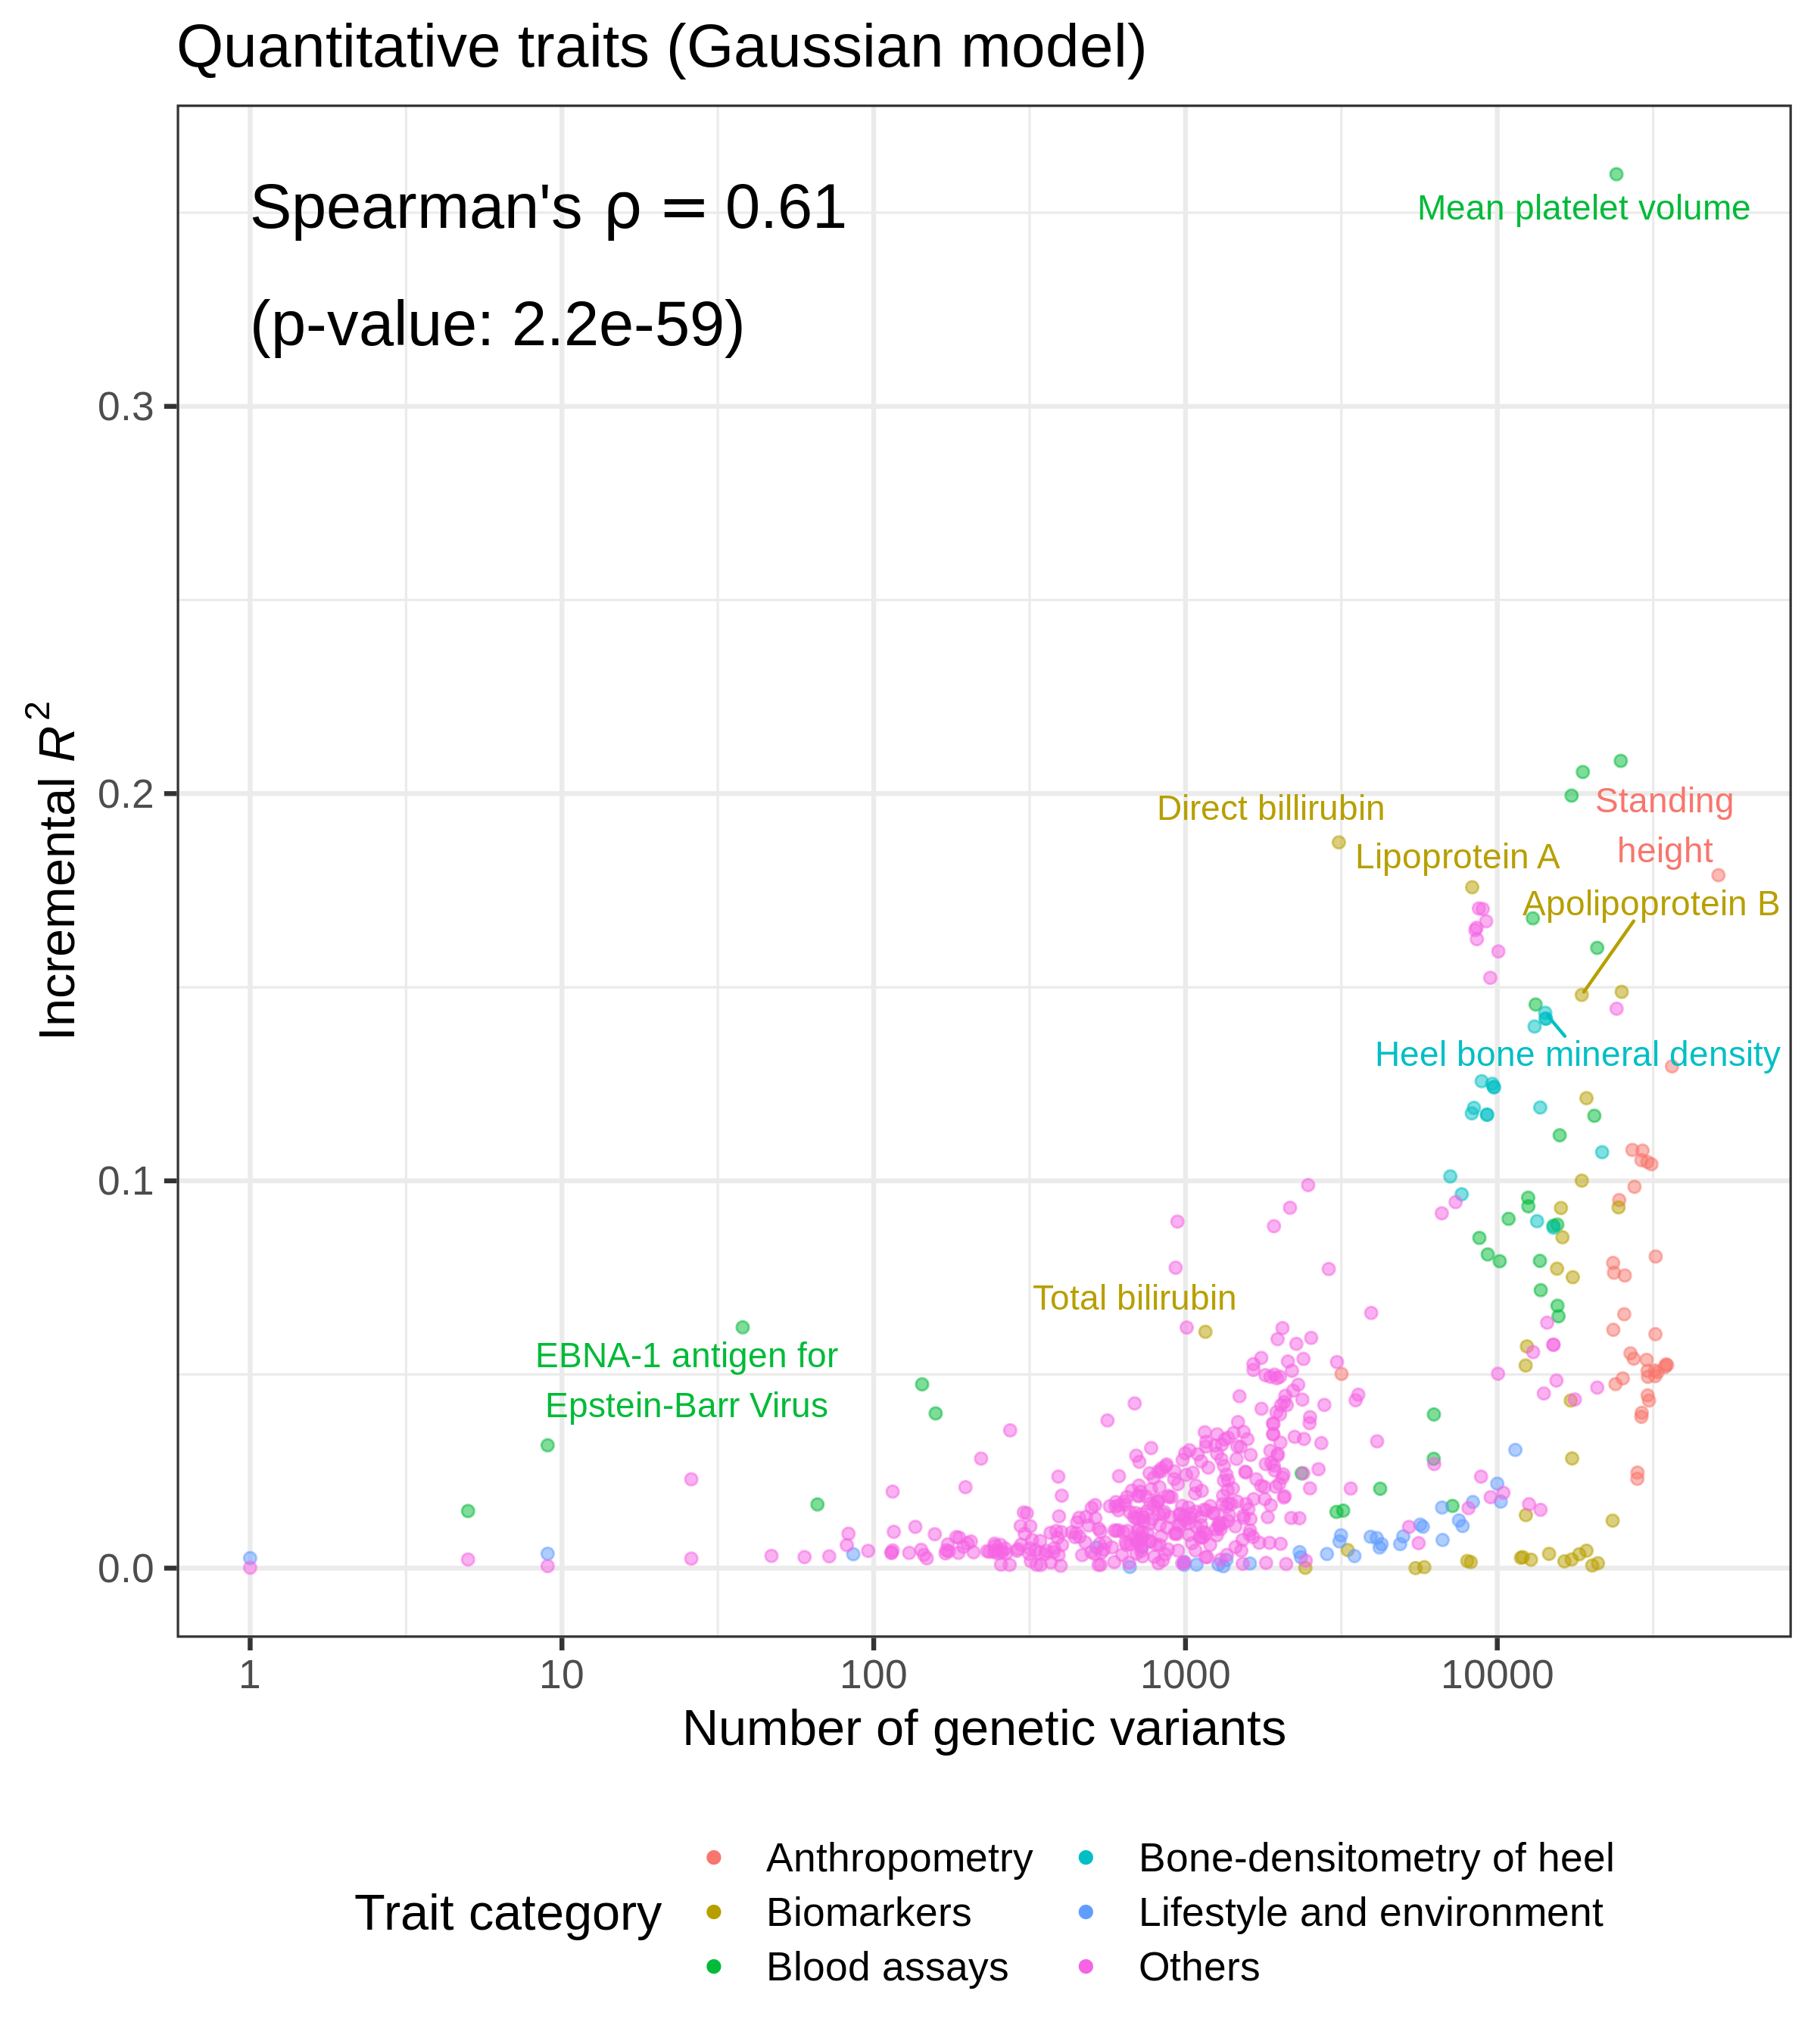 Quantitative traits (Gaussian model)
Spearman's ρ = 0.61
(p-value: 2.2e-59)
Mean platelet volume
0.3
0.2
0.1
0.0
Incremental R²
Direct billirubin
Standing
height
Lipoprotein A
Apolipoprotein B
Heel bone mineral density
Total bilirubin
EBNA-1 antigen for
Epstein-Barr Virus
1 10 100 1000 10000
Number of genetic variants
Trait category
Anthropometry
Biomarkers
Blood assays
Bone-densitometry of heel
Lifestyle and environment
Others